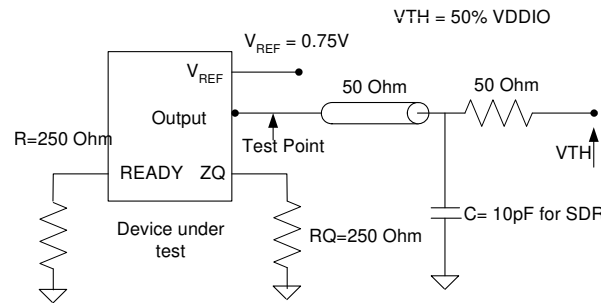 VTH = 50% VDDIO
VREF = 0.75V
VREF
50 Ohm
50 Ohm
Output
Test Point
R=250 Ohm
VTH
READY
ZQ
C= 10pF for SDR
Device under
test
RQ=250 Ohm